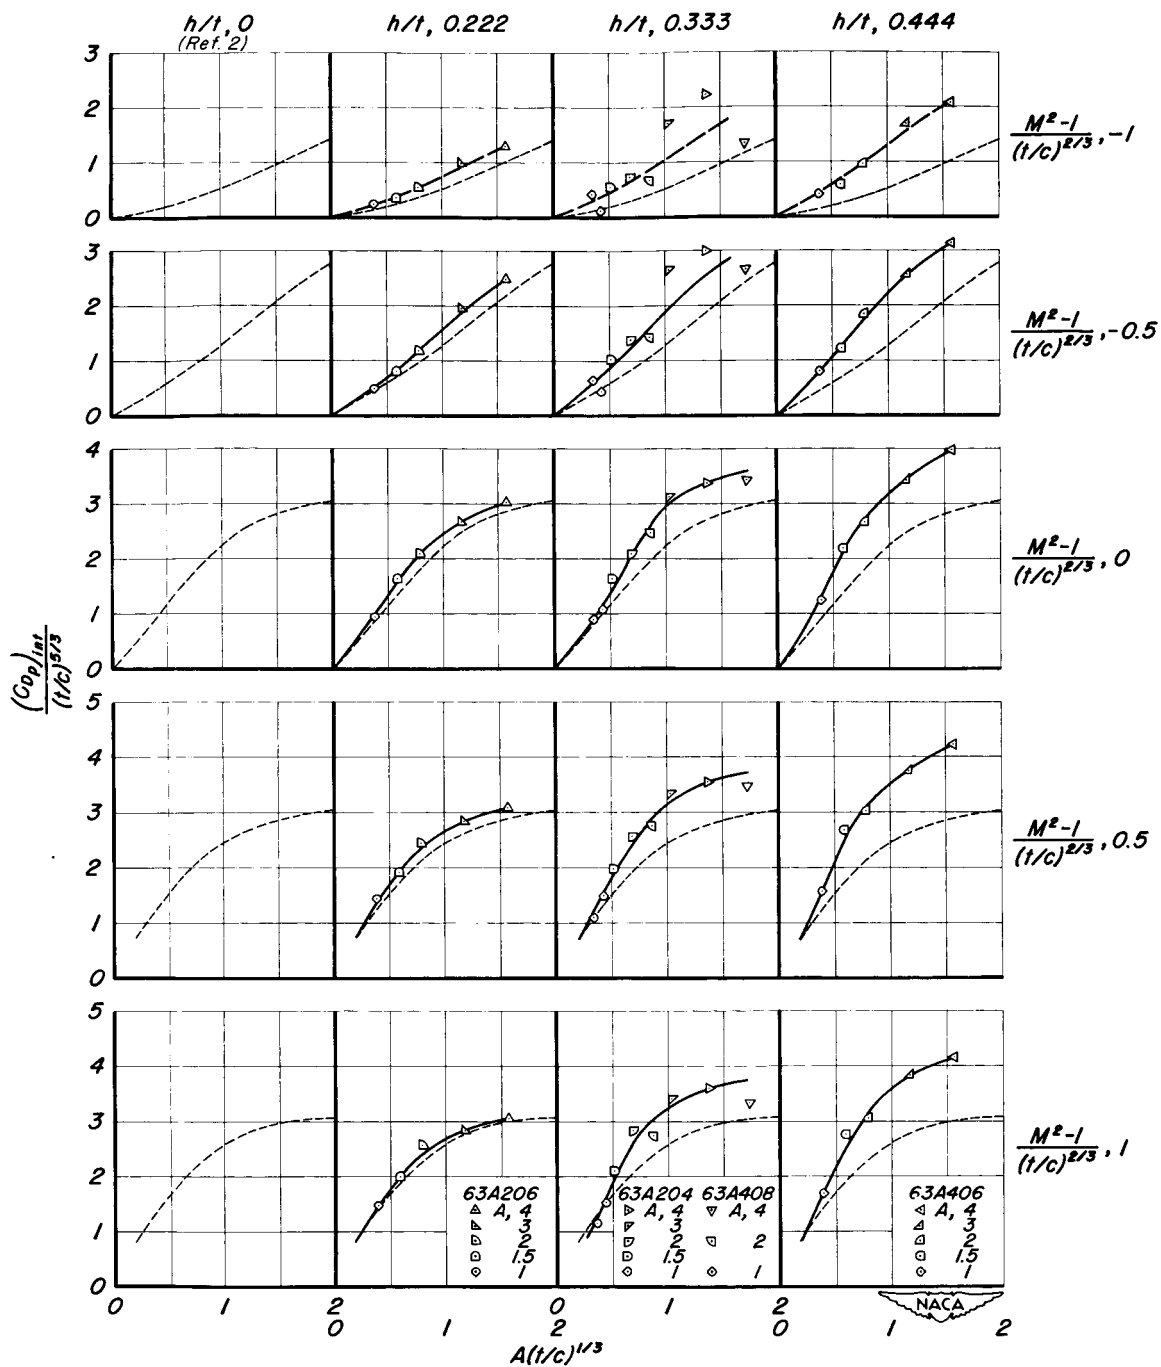 h/t, 0 h/t, 0.222 h/t, 0.333 h/t, 0.444
(Ref. 2)
3
2
1
0
M²-1
(t/c)^2/3 , -1
3
2
1
0
M²-1
(t/c)^2/3 , -0.5
4
3
2
1
0
M²-1
(t/c)^2/3 , 0
(C_Dp)int
(t/c)^5/3
5
4
3
2
1
0
M²-1
(t/c)^2/3 , 0.5
5
4
3
2
1
0
M²-1
(t/c)^2/3 , 1
63A206 63A204 63A408 63A406
A, 4 A, 4 A, 4 A, 4
3 3 3
2 2 2 2
1.5 1.5 1.5
1 1 1 1
NACA
0 1 2 0 1 2
0 1 2 0 1 2
A(t/c)^1/3